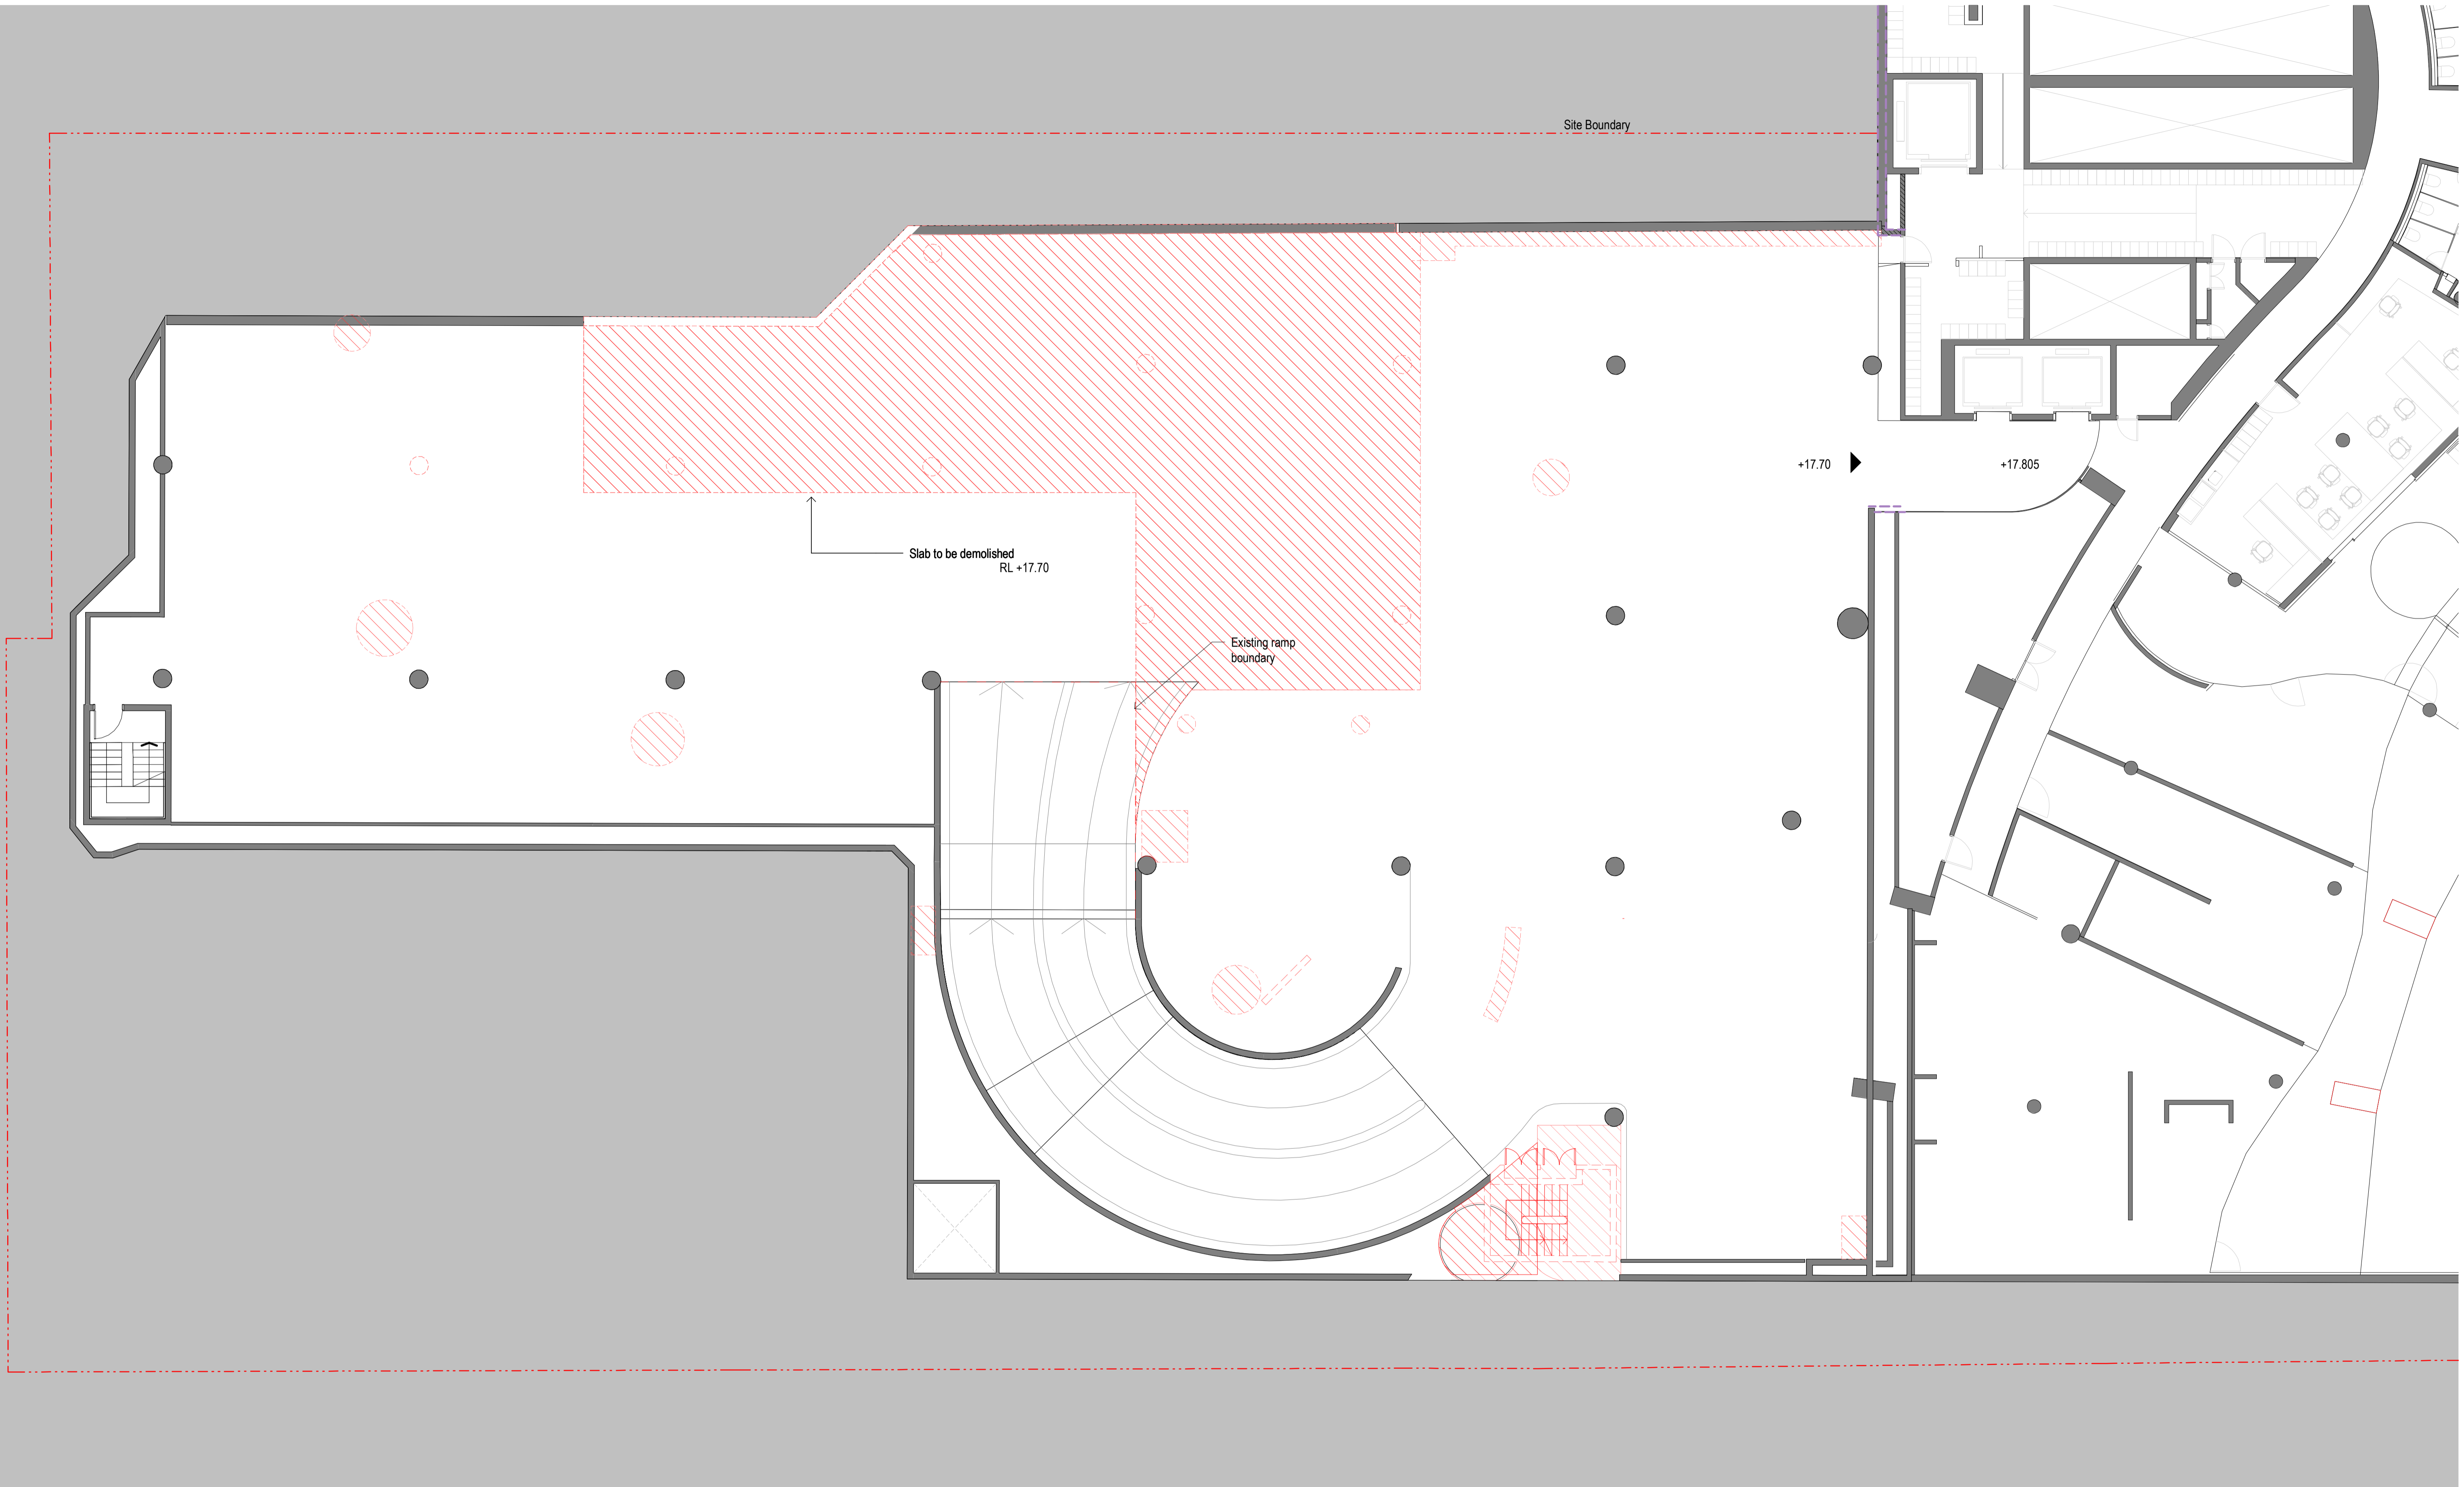 Site Boundary
+17.70
+17.805
Slab to be demolished
RL +17.70
Existing ramp
boundary